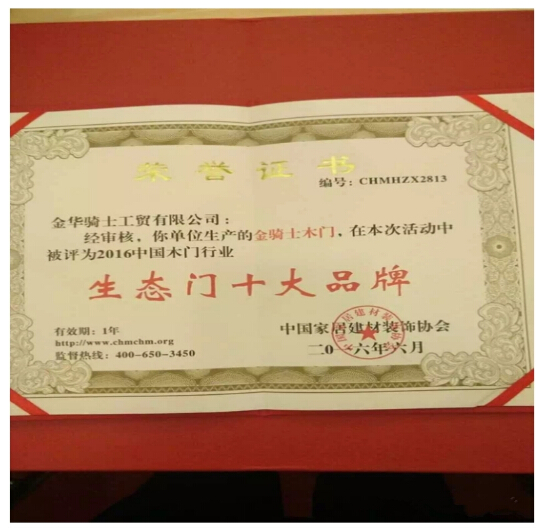 荣誉证书
编号：CHMHZX2813
金华骑士工贸有限公司：
经审核，你单位生产的金骑士木门，在本次活动中
被评为2016中国木门行业
生态门十大品牌
有效期：1年
http://www.chmchm.org
监督热线：400-650-3450
中国家居建材装饰协会
二〇一六年六月